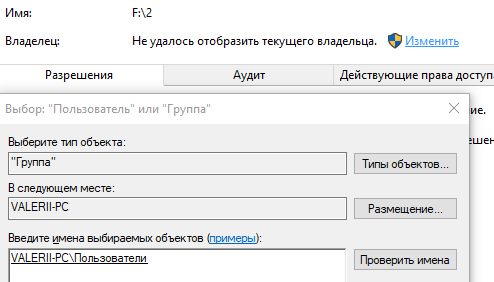 Имя: F:\2
Владелец: Не удалось отобразить текущего владельца. Изменить
Разрешения Аудит Действующие права доступа
Выбор: "Пользователь" или "Группа"
Выберите тип объекта:
"Группа" Типы объектов...
В следующем месте:
VALERII-PC Размещение...
Введите имена выбираемых объектов (примеры):
VALERII-PC\Пользователи Проверить имена